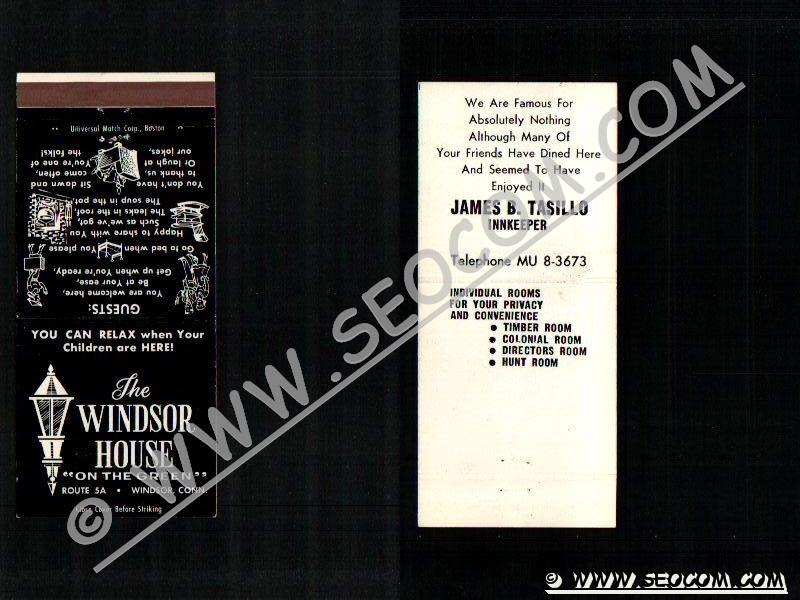 Universal Match Corp., Boston
GUESTS:
You are welcome here,
Be at Your ease,
Get up when You're ready,
Go to bed when You please
Happy to share with You
Such as we've got,
The leaks in the roof,
The soup in the pot,
You don't have to thank us,
Or laugh at our jokes,
Sit down and come often,
You're one of the folks!
YOU CAN RELAX when Your
Children are HERE!
The
WINDSOR
HOUSE
"ON THE GREEN"
ROUTE 5A • WINDSOR, CONN.
Close Cover Before Striking
We Are Famous For
Absolutely Nothing
Although Many Of
Your Friends Have Dined Here
And Seemed To Have
Enjoyed It
JAMES B. TASILLO
INNKEEPER
Telephone MU 8-3673
INDIVIDUAL ROOMS
FOR YOUR PRIVACY
AND CONVENIENCE
• TIMBER ROOM
• COLONIAL ROOM
• DIRECTORS ROOM
• HUNT ROOM
© WWW.SEOCOM.COM
© WWW.SEOCOM.COM